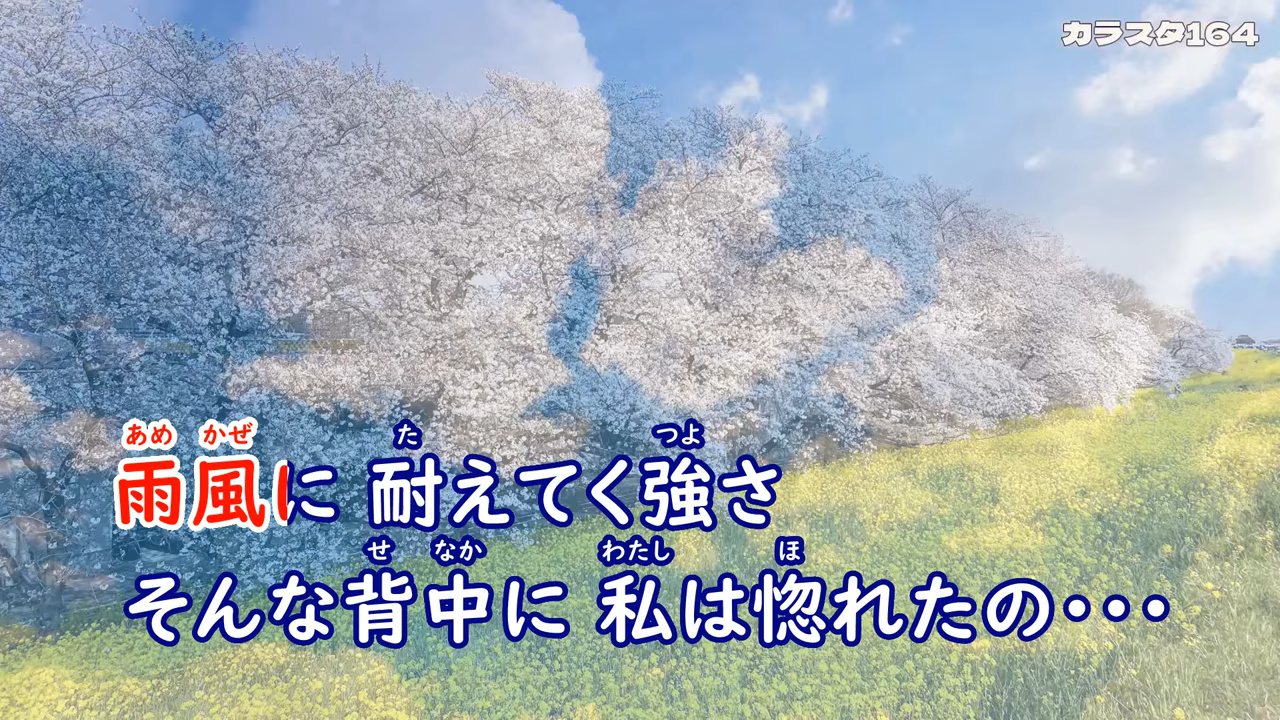 カラスタ164
あめ かぜ た つよ
雨風に 耐えてく強さ
せ なか わたし ほ
そんな背中に 私は惚れたの・・・